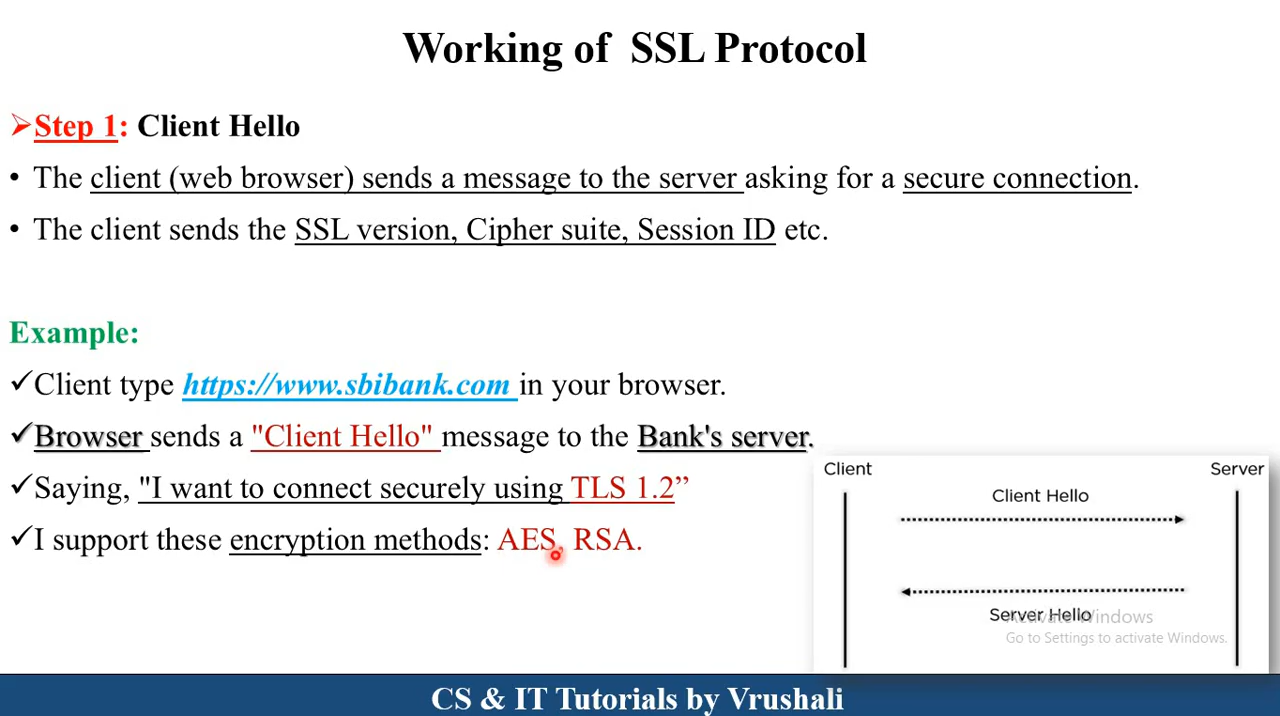 Working of SSL Protocol
➢Step 1: Client Hello
• The client (web browser) sends a message to the server asking for a secure connection.
• The client sends the SSL version, Cipher suite, Session ID etc.
Example:
✓Client type https://www.sbibank.com in your browser.
✓Browser sends a "Client Hello" message to the Bank's server.
✓Saying, "I want to connect securely using TLS 1.2”
✓I support these encryption methods: AES, RSA.
Client
Server
Client Hello
Server Hello
Activate Windows
Go to Settings to activate Windows.
CS & IT Tutorials by Vrushali